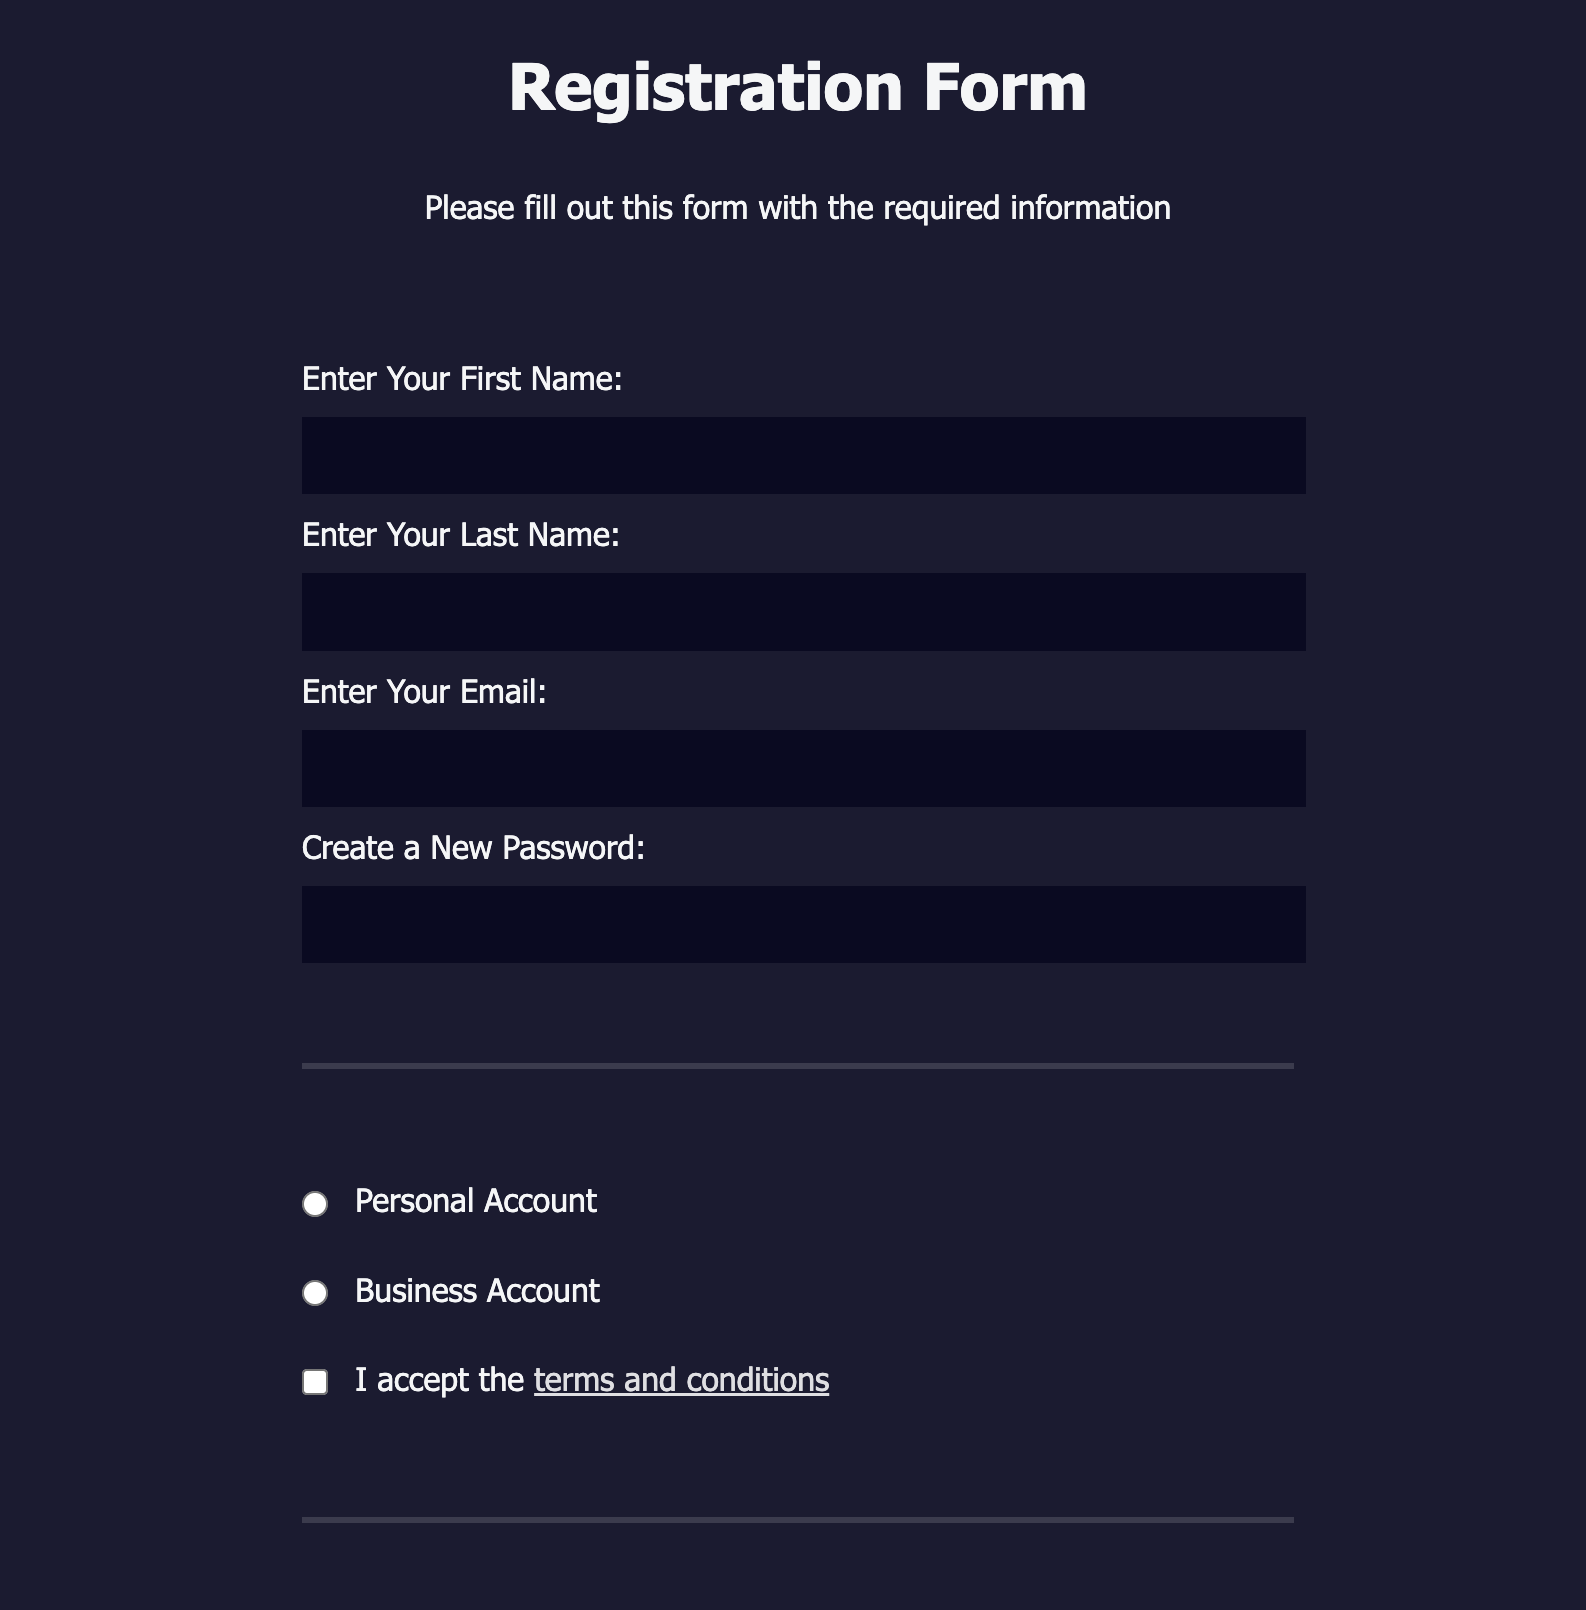 Registration Form
Please fill out this form with the required information
Enter Your First Name:
Enter Your Last Name:
Enter Your Email:
Create a New Password:
Personal Account
Business Account
I accept the terms and conditions